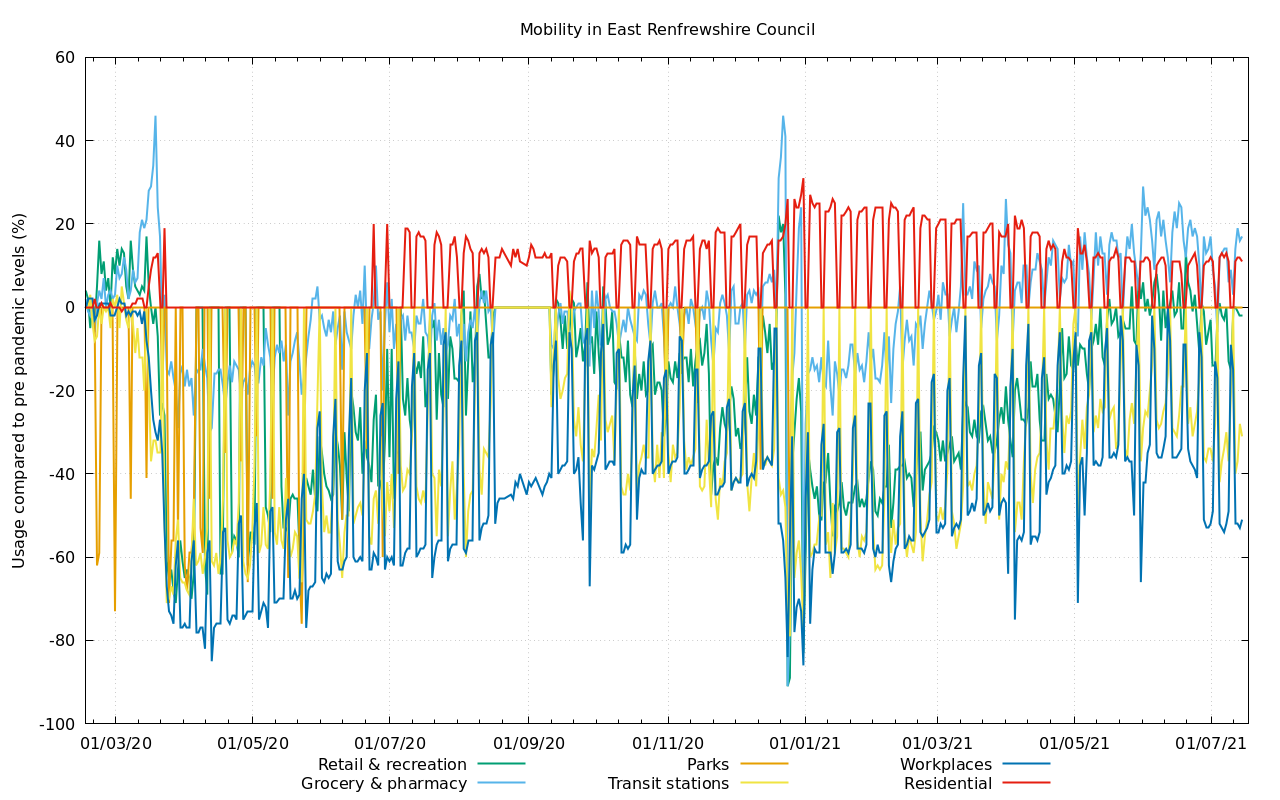 Mobility in East Renfrewshire Council
Usage compared to pre pandemic levels (%)
60
40
20
0
-20
-40
-60
-80
-100
01/03/20 01/05/20 01/07/20 01/09/20 01/11/20 01/01/21 01/03/21 01/05/21 01/07/21
Retail & recreation Parks Workplaces
Grocery & pharmacy Transit stations Residential